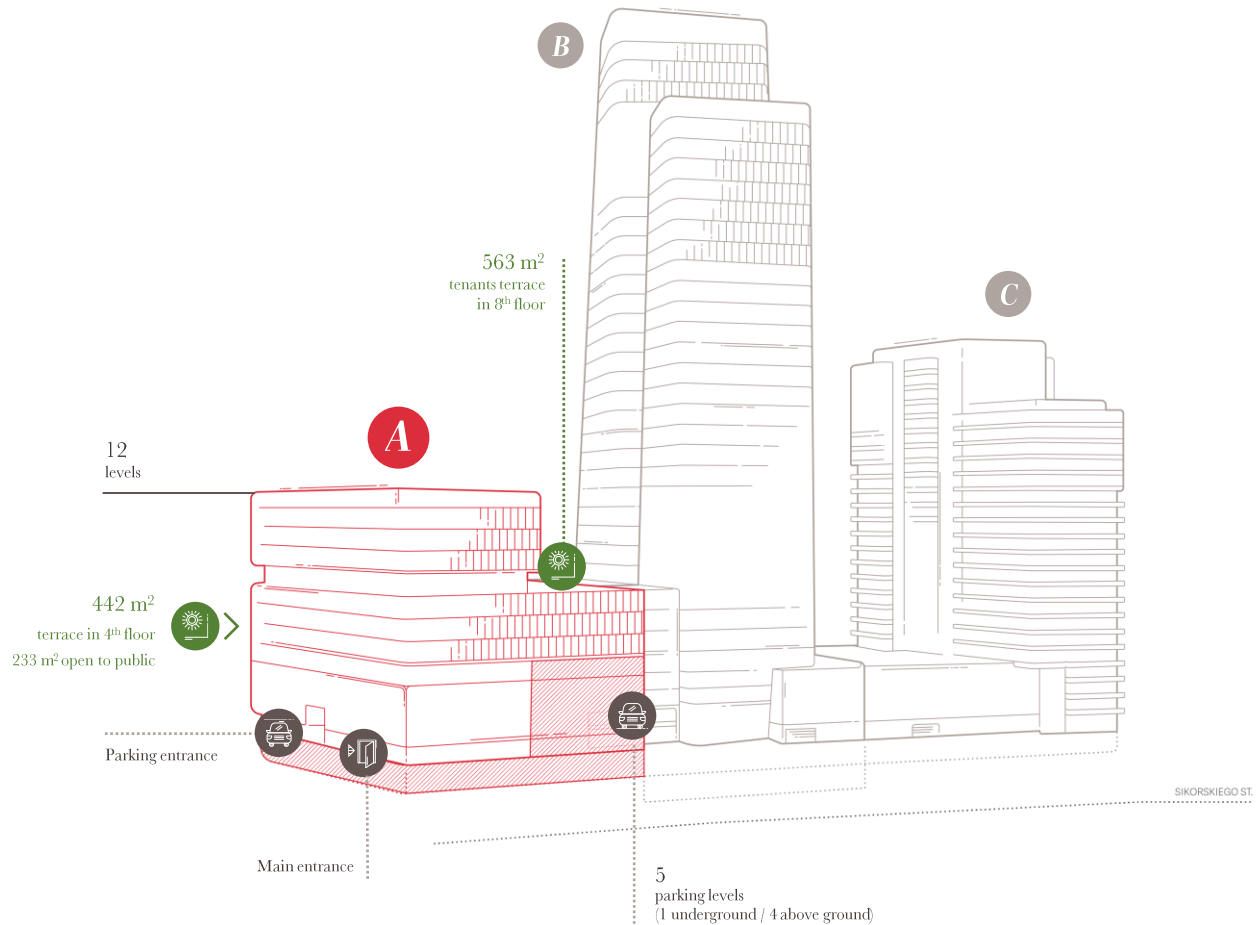 B
563 m²
tenants terrace
in 8th floor
C
A
12
levels
442 m²
terrace in 4th floor
233 m² open to public
Parking entrance
SIKORSKIEGO ST.
Main entrance
5
parking levels
(1 underground / 4 above ground)